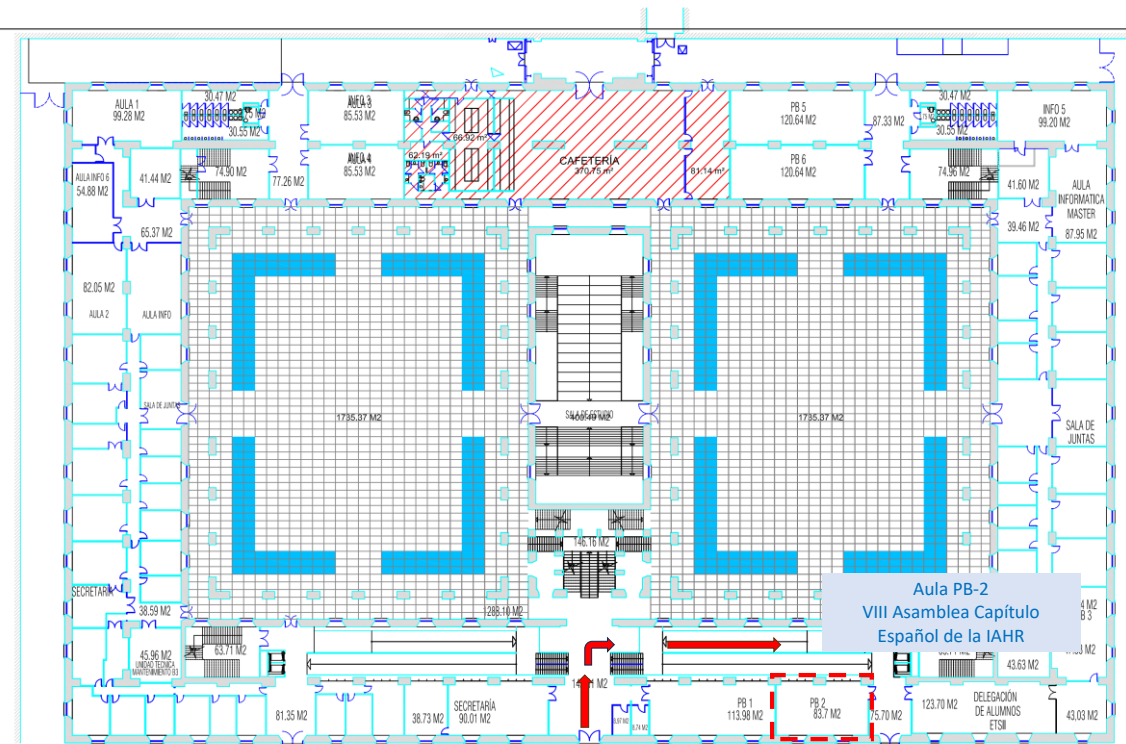 AULA 1
99.28 M2
30.47 M2
30.55 M2
85.53 M2
66.92 m²
62.19 m²
CAFETERÍA
370.75 m²
81.14 m²
PB 5
120.64 M2
87.33 M2
30.47 M2
30.55 M2
INFO 5
99.20 M2
AULA INFO 6
54.88 M2
41.44 M2
74.90 M2
77.26 M2
85.53 M2
PB 6
120.64 M2
74.96 M2
41.60 M2
AULA
INFORMATICA
MASTER
87.95 M2
65.37 M2
39.46 M2
82.05 M2
AULA 2
AULA INFO
SALA DE JUNTAS
1735.37 M2
SALA DE ESTUDIO
1735.37 M2
SALA DE
JUNTAS
146.16 M2
SECRETARÍA
38.59 M2
1289.10 M2
Aula PB-2
VIII Asamblea Capítulo
Español de la IAHR
45.96 M2
UNIDAD TECNICA
MANTENIMIENTO B3
63.71 M2
43.63 M2
81.35 M2
38.73 M2
SECRETARÍA
90.01 M2
8.74 M2
PB 1
113.98 M2
PB 2
83.7 M2
75.70 M2
123.70 M2
DELEGACIÓN
DE ALUMNOS
ETSII
43,03 M2